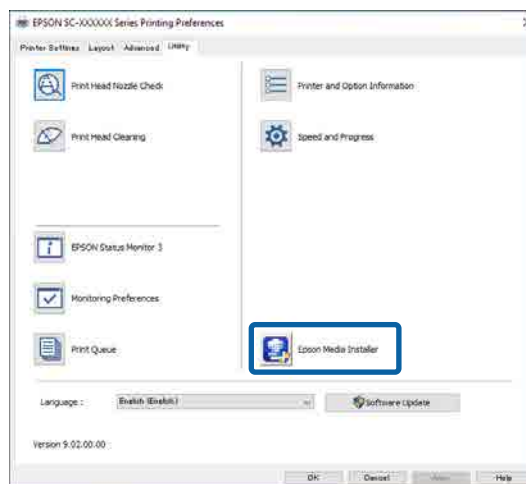 EPSON SC-XXXXXX Series Printing Preferences
Printer Settings Layout Advanced Utility
Print Head Nozzle Check
Printer and Option Information
Print Head Cleaning
Speed and Progress
EPSON Status Monitor 3
Monitoring Preferences
Print Queue
Epson Media Installer
Language :
English (English)
Software Update
Version 9.02.00.00
OK Cancel Apply Help